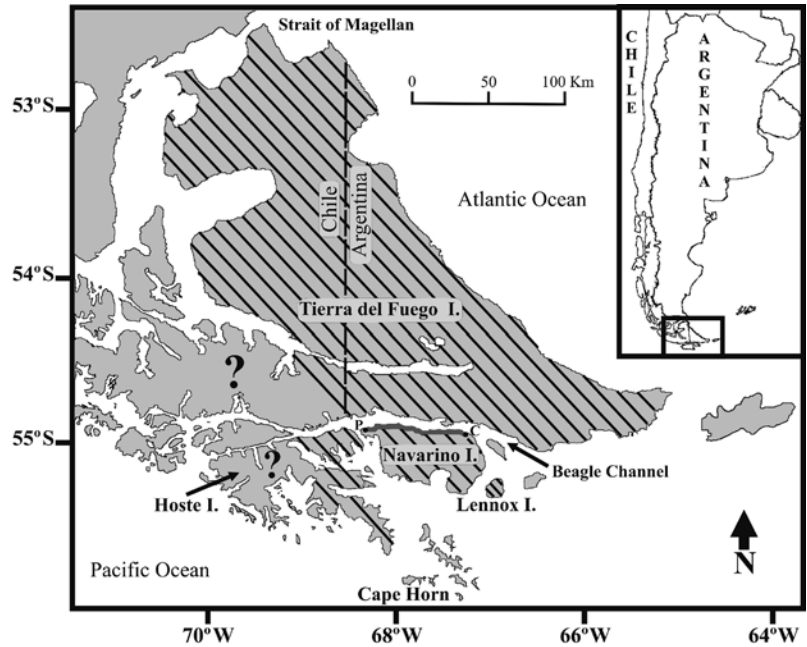 Strait of Magellan
0 50 100 Km
53°S
54°S
55°S
Chile
Argentina
Atlantic Ocean
Tierra del Fuego I.
?
?
P
C
Navarino I.
Beagle Channel
Hoste I.
Lennox I.
Pacific Ocean
Cape Horn
N
70°W 68°W 66°W 64°W
CHILE
ARGENTINA